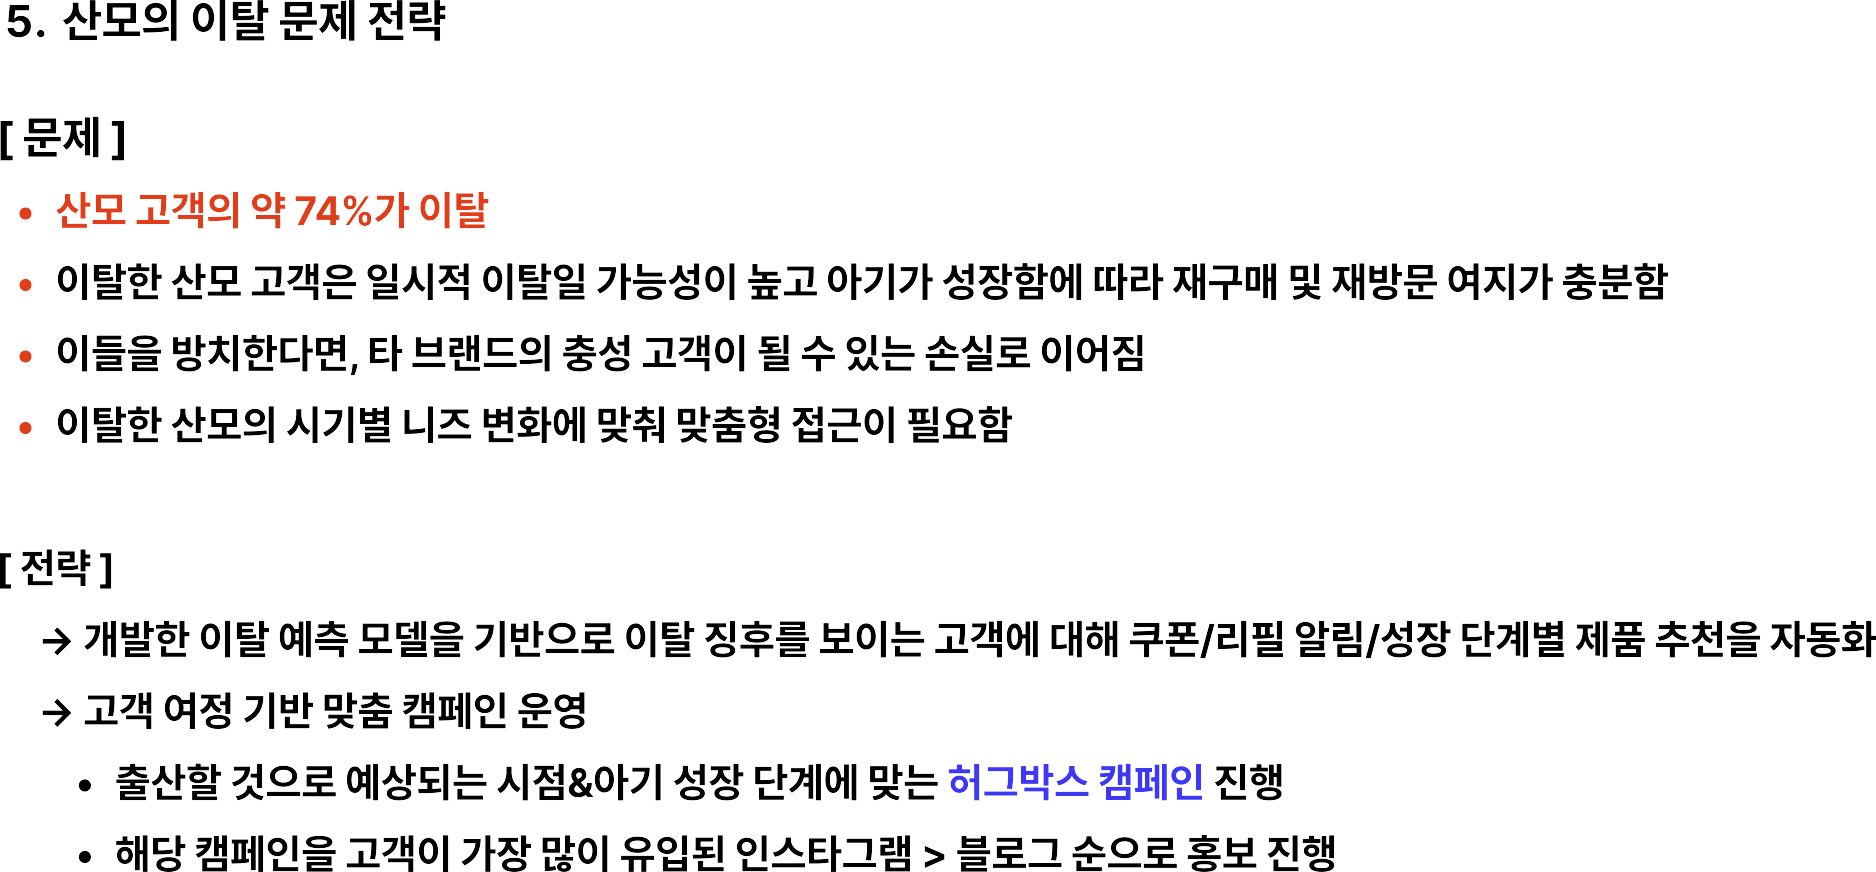 5. 산모의 이탈 문제 전략
[ 문제 ]
• 산모 고객의 약 74%가 이탈
• 이탈한 산모 고객은 일시적 이탈일 가능성이 높고 아기가 성장함에 따라 재구매 및 재방문 여지가 충분함
• 이들을 방치한다면, 타 브랜드의 충성 고객이 될 수 있는 손실로 이어짐
• 이탈한 산모의 시기별 니즈 변화에 맞춰 맞춤형 접근이 필요함
[ 전략 ]
→ 개발한 이탈 예측 모델을 기반으로 이탈 징후를 보이는 고객에 대해 쿠폰/리필 알림/성장 단계별 제품 추천을 자동화
→ 고객 여정 기반 맞춤 캠페인 운영
• 출산할 것으로 예상되는 시점&아기 성장 단계에 맞는 허그박스 캠페인 진행
• 해당 캠페인을 고객이 가장 많이 유입된 인스타그램 > 블로그 순으로 홍보 진행